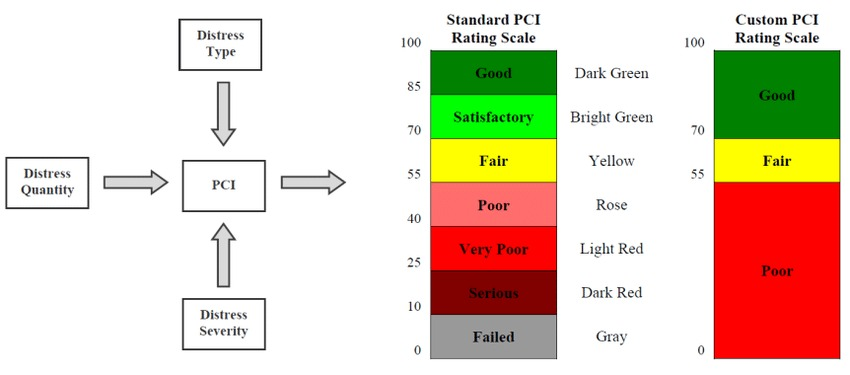 Distress
Type
Distress
Quantity
PCI
Distress
Severity
Standard PCI
Rating Scale
100
Good
Dark Green
85
Satisfactory
Bright Green
70
Fair
Yellow
55
Poor
Rose
40
Very Poor
Light Red
25
Serious
Dark Red
10
Failed
Gray
0
Custom PCI
Rating Scale
100
Good
70
Fair
55
Poor
0